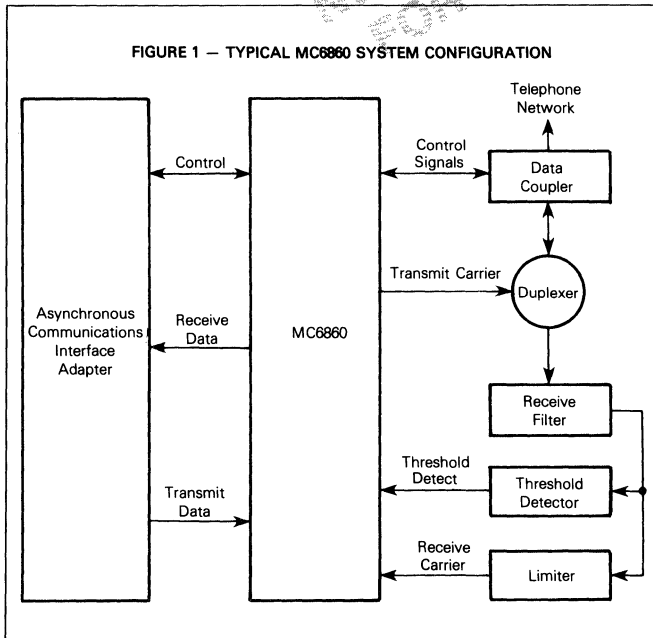 FIGURE 1 — TYPICAL MC6860 SYSTEM CONFIGURATION
Telephone
Network
Control
Control
Signals
Data
Coupler
Transmit Carrier
Duplexer
Asynchronous
Communications
Interface
Adapter
Receive
Data
MC6860
Receive
Filter
Threshold
Detect
Threshold
Detector
Transmit
Data
Receive
Carrier
Limiter